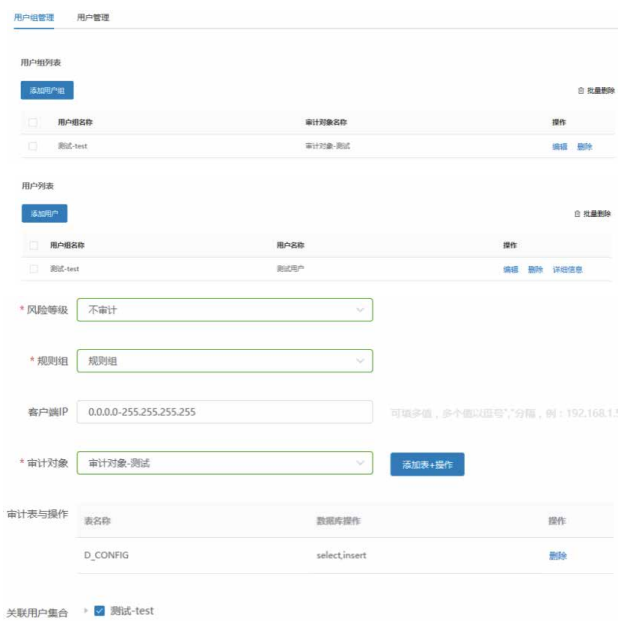 用户组管理 用户管理
用户组列表
添加用户组 批量删除
用户组名称 审计对象名称 操作
测试-test 审计对象-测试 编辑 删除
用户列表
添加用户 批量删除
用户组名称 用户名称 操作
测试-test 测试用户 编辑 删除 详细信息
* 风险等级 不审计
* 规则组 规则组
客户端IP 0.0.0.0-255.255.255.255 可填多值，多个值以逗号","分隔，例：192.168.1.5
* 审计对象 审计对象-测试 添加表+操作
审计表与操作 表名称 数据库操作 操作
D_CONFIG select,insert 删除
关联用户集合 测试-test